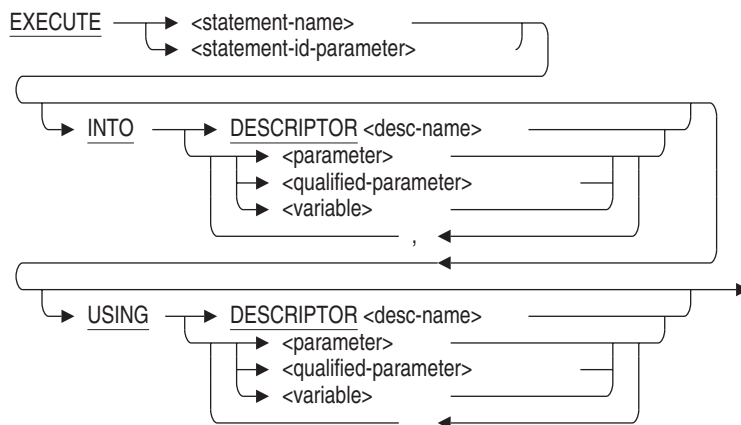 EXECUTE <statement-name>
<statement-id-parameter>
INTO DESCRIPTOR <desc-name>
<parameter>
<qualified-parameter>
<variable>
,
USING DESCRIPTOR <desc-name>
<parameter>
<qualified-parameter>
<variable>